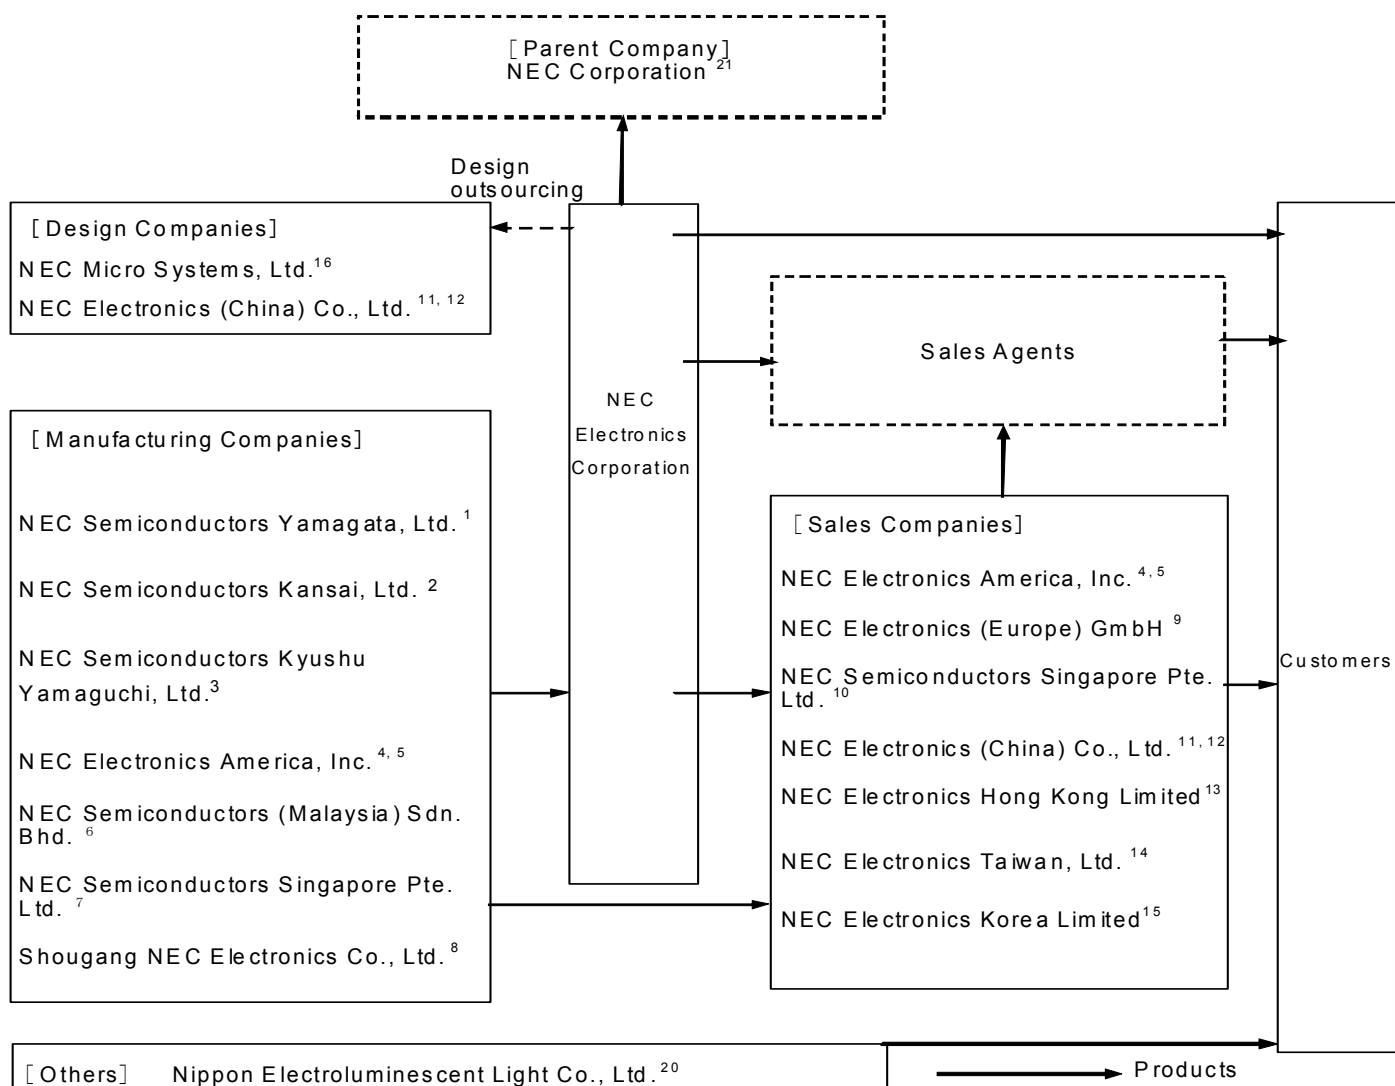 [Parent Company]
NEC Corporation 21
Design
outsourcing
[Design Companies]
NEC Micro Systems, Ltd.16
NEC Electronics (China) Co., Ltd. 11, 12
Sales Agents
NEC
Electronics
Corporation
[Manufacturing Companies]
NEC Semiconductors Yamagata, Ltd. 1
NEC Semiconductors Kansai, Ltd. 2
NEC Semiconductors Kyushu
Yamaguchi, Ltd.3
NEC Electronics America, Inc. 4, 5
NEC Semiconductors (Malaysia) Sdn.
Bhd. 6
NEC Semiconductors Singapore Pte.
Ltd. 7
Shougang NEC Electronics Co., Ltd. 8
[Sales Companies]
NEC Electronics America, Inc. 4, 5
NEC Electronics (Europe) GmbH 9
NEC Semiconductors Singapore Pte.
Ltd. 10
NEC Electronics (China) Co., Ltd. 11, 12
NEC Electronics Hong Kong Limited 13
NEC Electronics Taiwan, Ltd. 14
NEC Electronics Korea Limited 15
Customers
[Others] Nippon Electroluminescent Light Co., Ltd. 20
Products